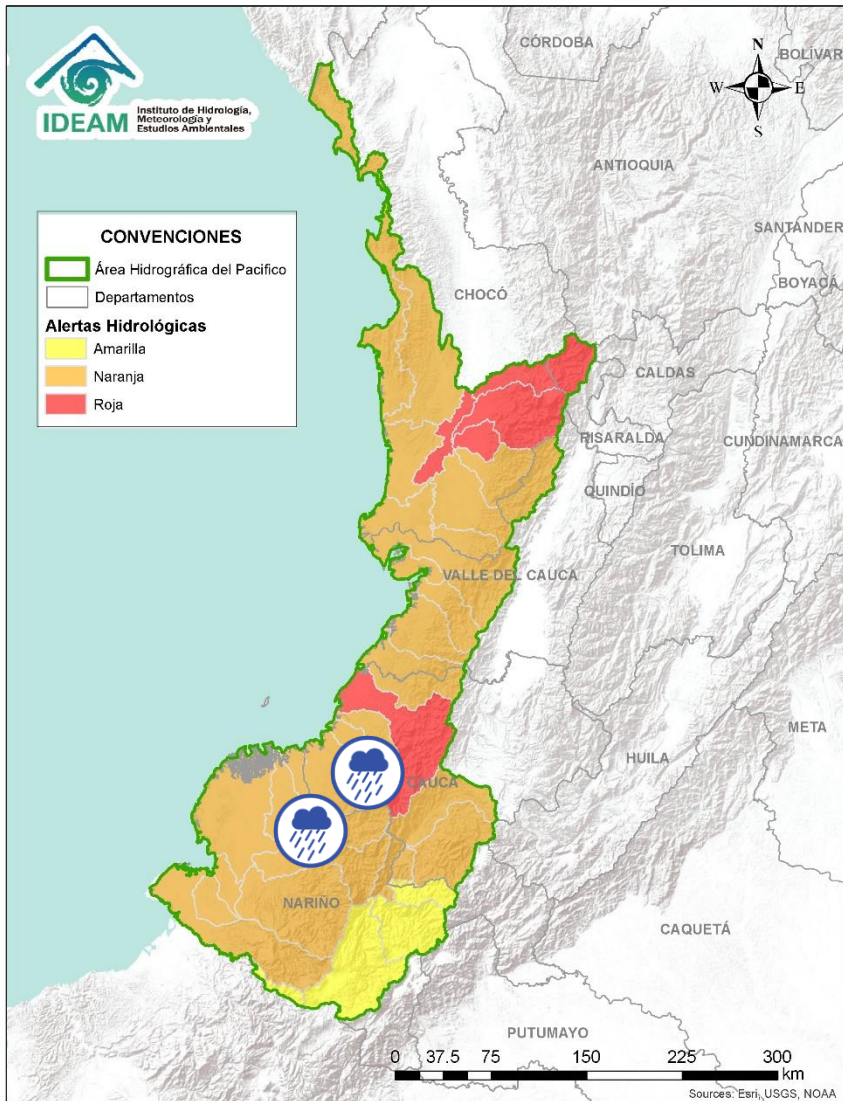 IDEAM
Instituto de Hidrología,
Meteorología y
Estudios Ambientales
CÓRDOBA
BOLÍVAR
N
W
E
S
ANTIOQUIA
SANTANDER
BOYACÁ
CONVENCIONES
Área Hidrográfica del Pacifico
Departamentos
Alertas Hidrológicas
Amarilla
Naranja
Roja
CHOCÓ
CALDAS
RISARALDA
CUNDINAMARCA
QUINDÍO
TOLIMA
VALLE DEL CAUCA
META
HUILA
CAUCA
NARIÑO
CAQUETÁ
PUTUMAYO
0 37.5 75 150 225 300
km
Sources: Esri, USGS, NOAA